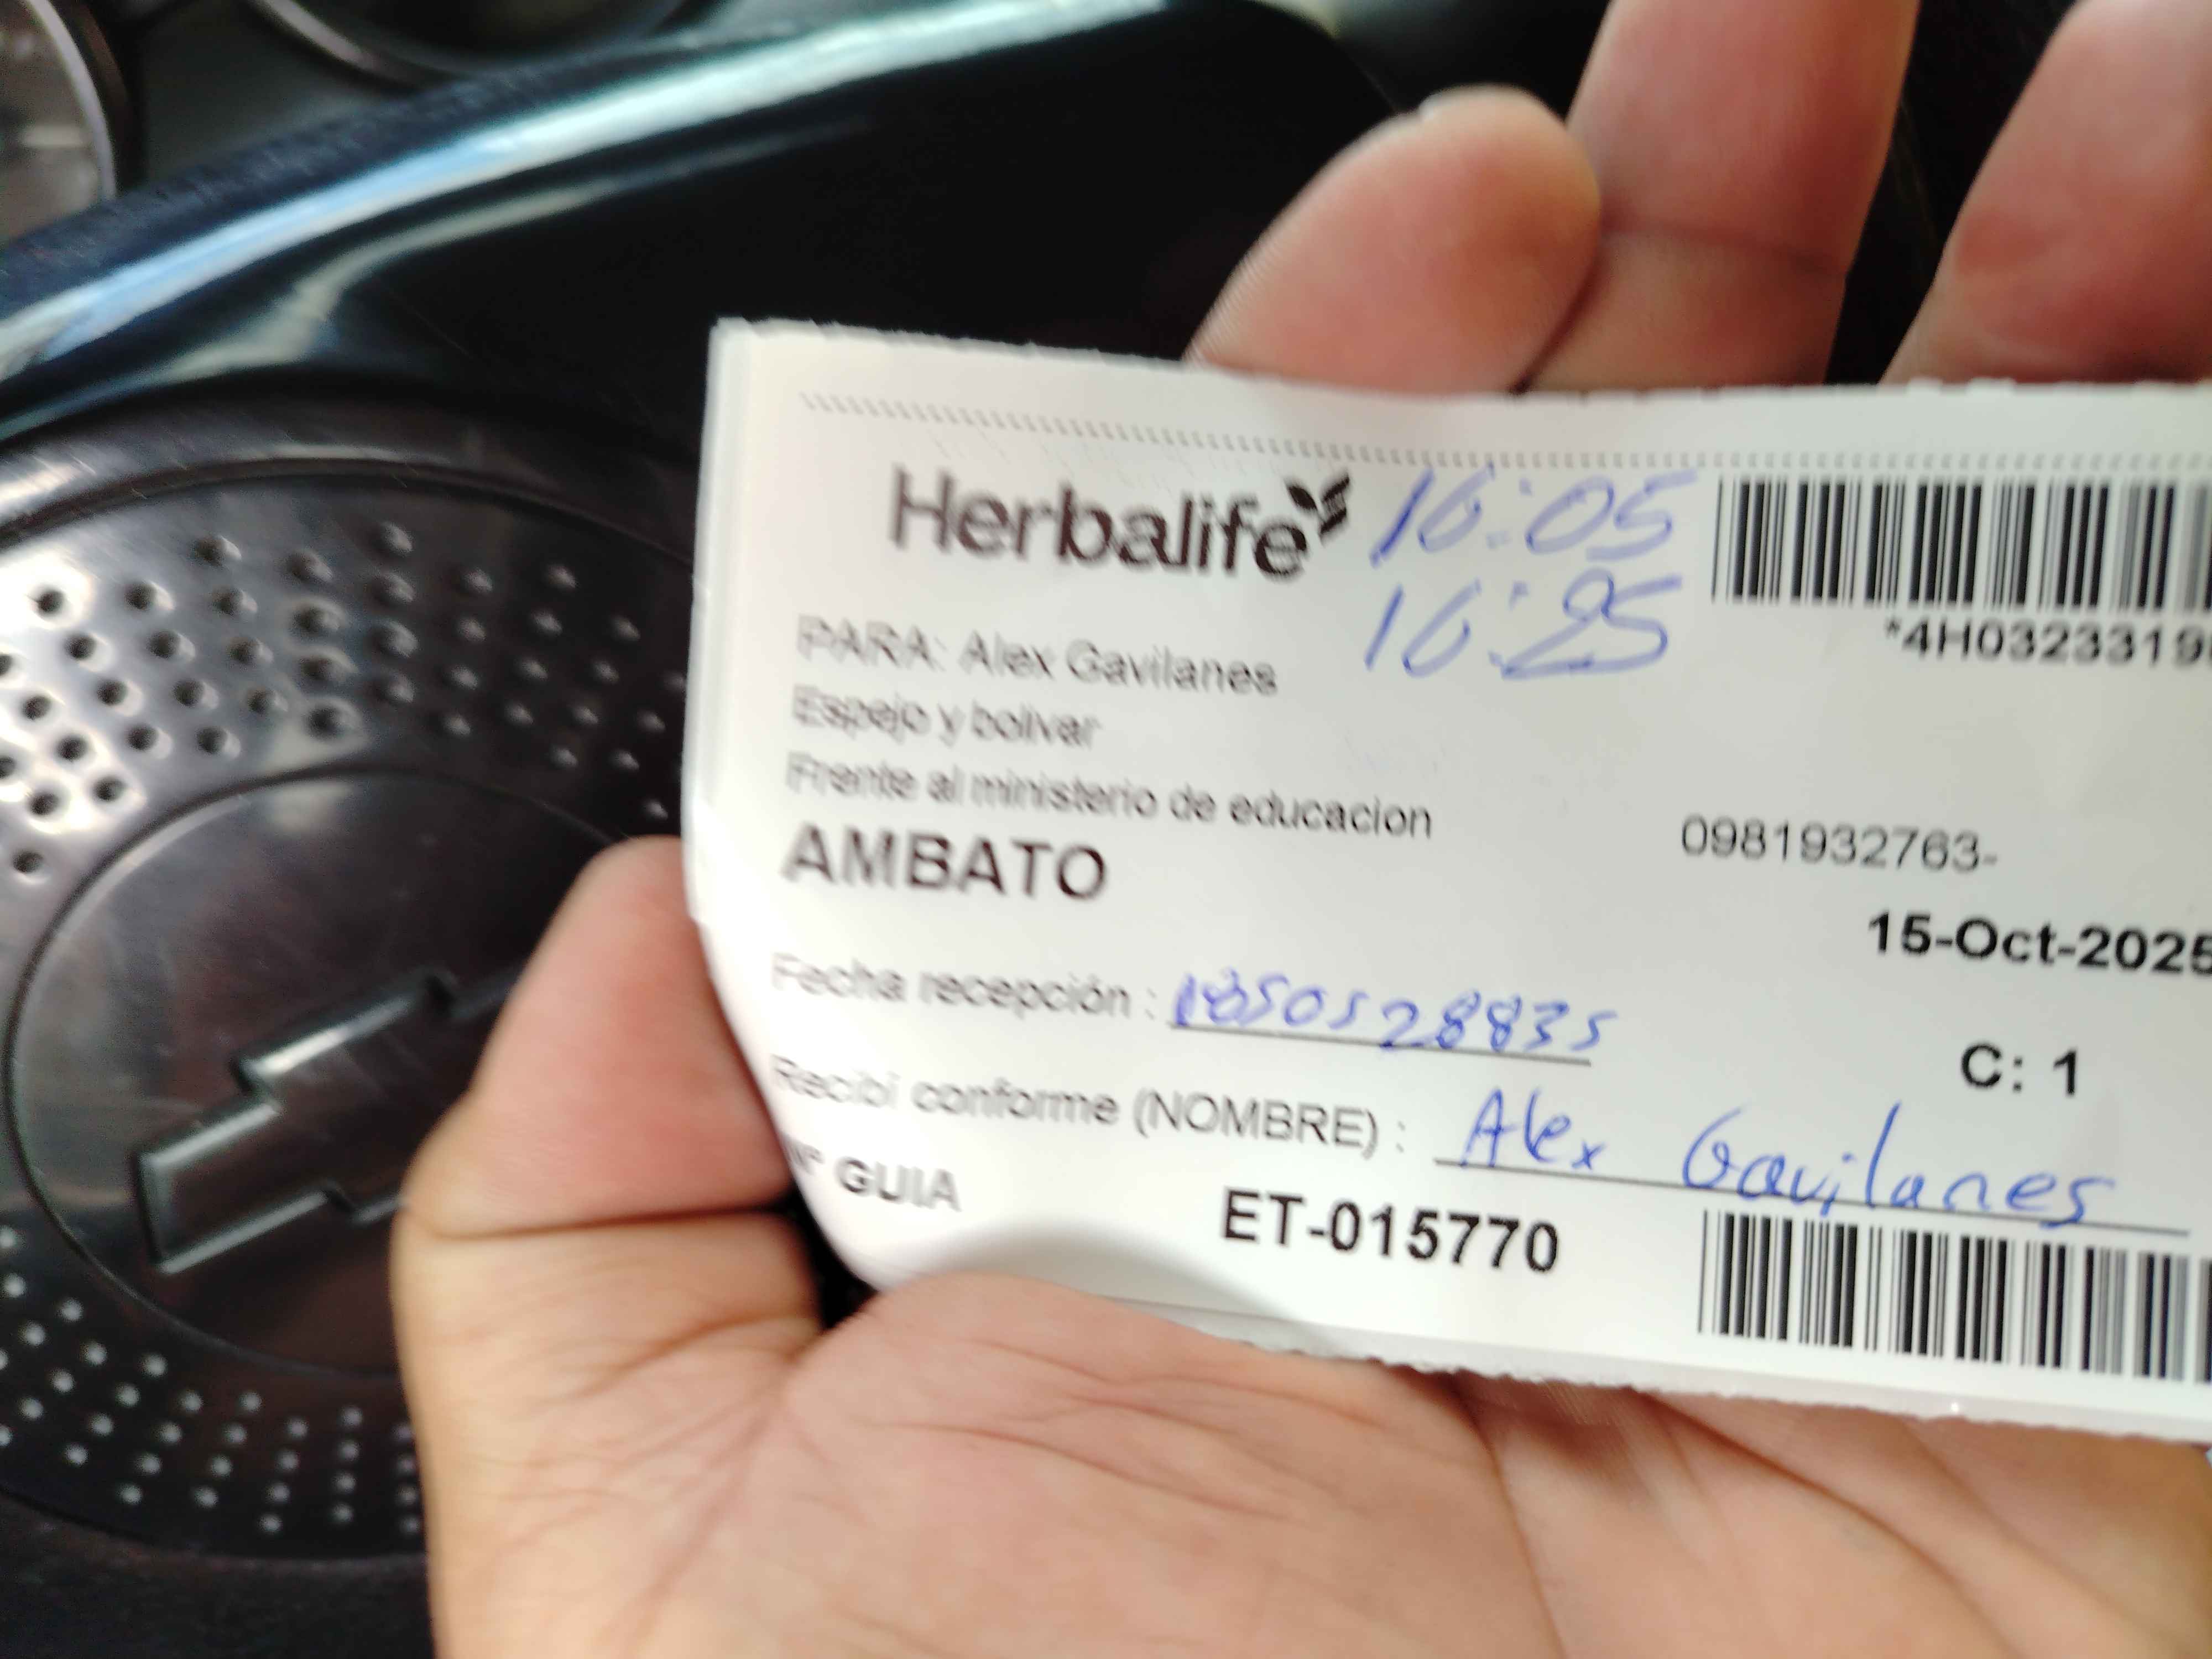 Herbalife 16:05
16:25
*4H0323319
PARA: Alex Gavilanes
Espejo y bolivar
Frente al ministerio de educacion
AMBATO
0981932763-
15-Oct-2025
Fecha recepción : 1850528835
C: 1
Recibí conforme (NOMBRE) : Alex Gavilanes
N° GUIA ET-015770